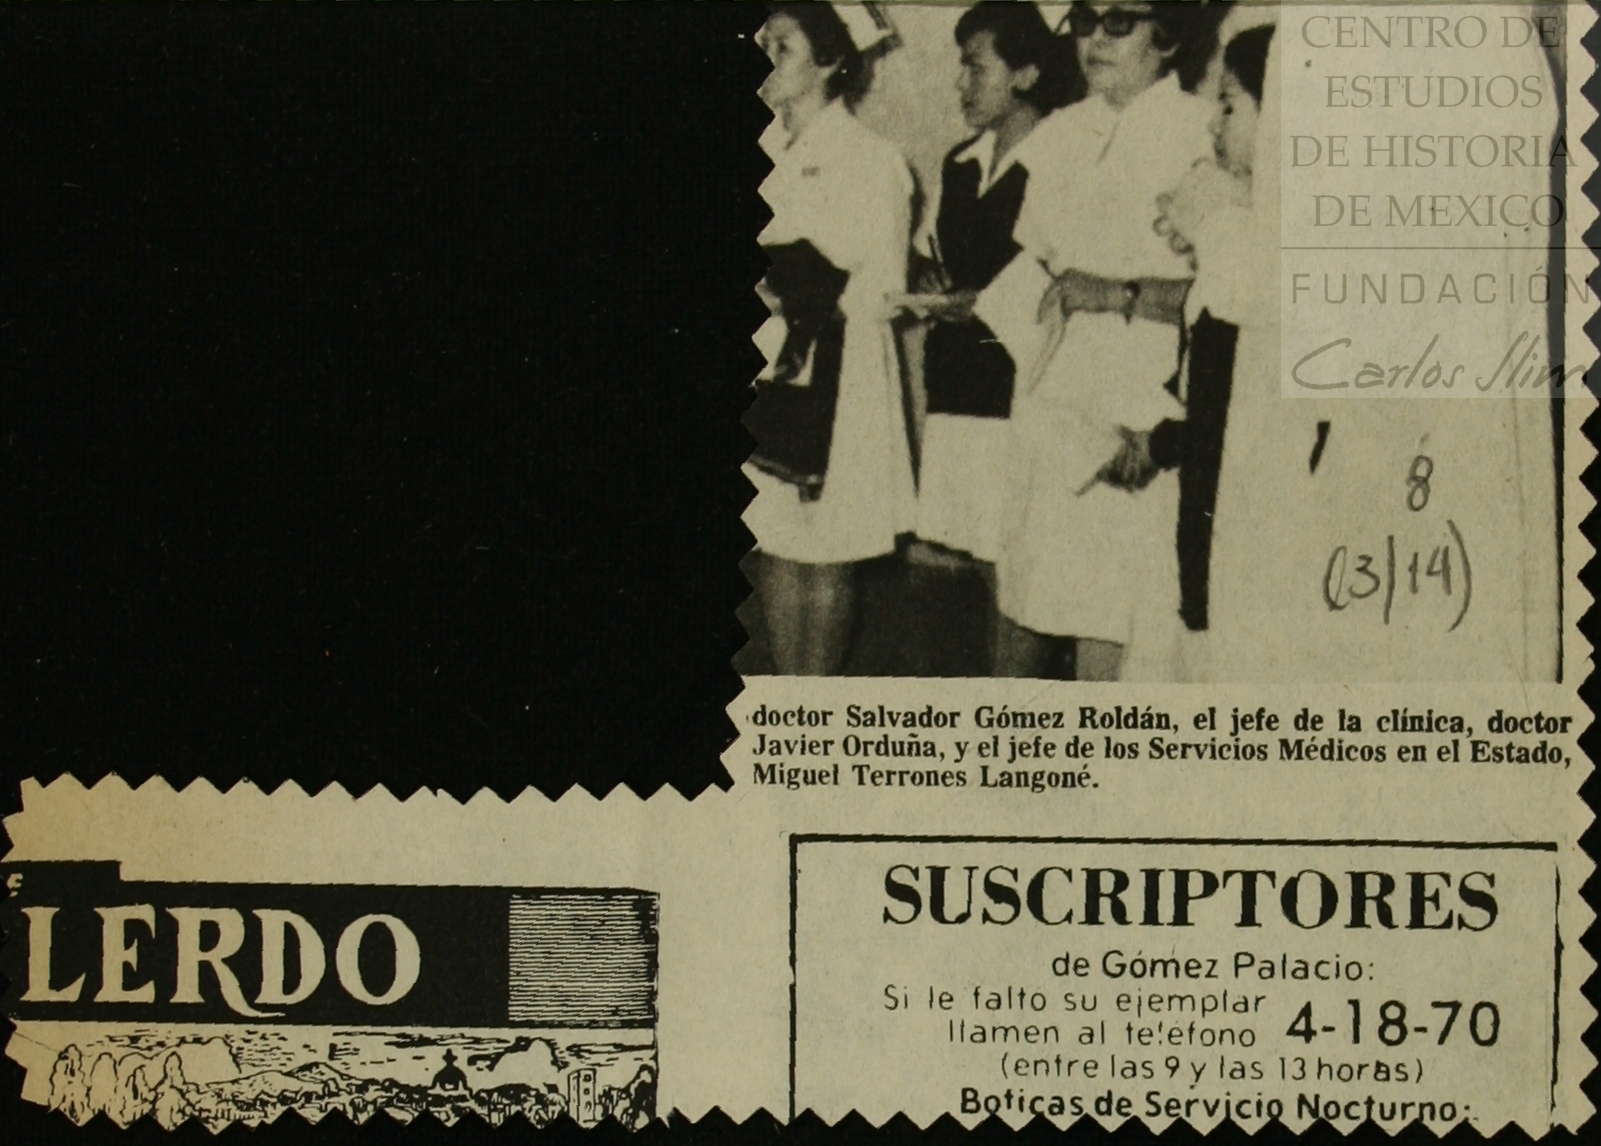 CENTRO DE
ESTUDIOS
DE HISTORIA
DE MEXICO
FUNDACIÓN
Carlos Slim
8
(3/14)
doctor Salvador Gómez Roldán, el jefe de la clínica, doctor
Javier Orduña, y el jefe de los Servicios Médicos en el Estado,
Miguel Terrones Langoné.
LERDO
SUSCRIPTORES
de Gómez Palacio:
Si le falto su ejemplar
llamen al teléfono 4-18-70
(entre las 9 y las 13 horas)
Boticas de Servicio Nocturno: